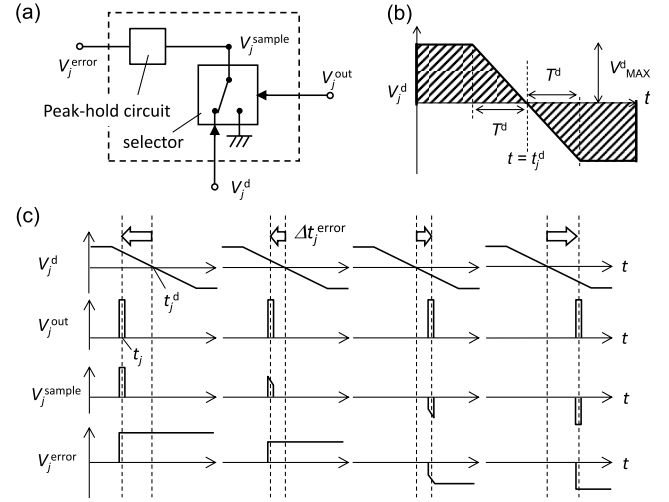 (a)
V_j^error
V_j^sample
V_j^out
Peak-hold circuit
selector
V_j^d
(b)
V_j^d
T^d
V^d_MAX
t
T^d
t = t_j^d
(c)
Δt_j^error
V_j^d
t
t_j^d
V_j^out
t
t_j
V_j^sample
t
V_j^error
t